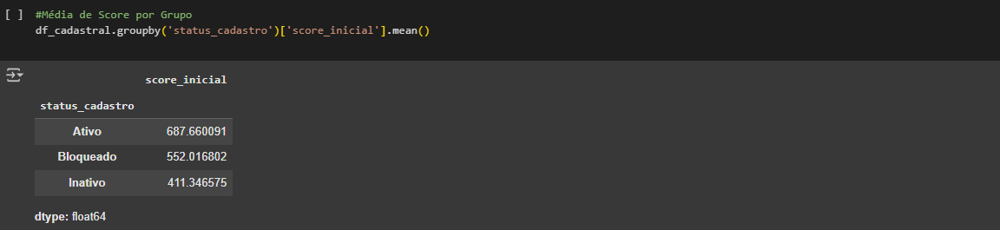 [ ] #Média de Score por Grupo
df_cadastral.groupby('status_cadastro')['score_inicial'].mean()
score_inicial
status_cadastro
Ativo 687.660091
Bloqueado 552.016802
Inativo 411.346575
dtype: float64